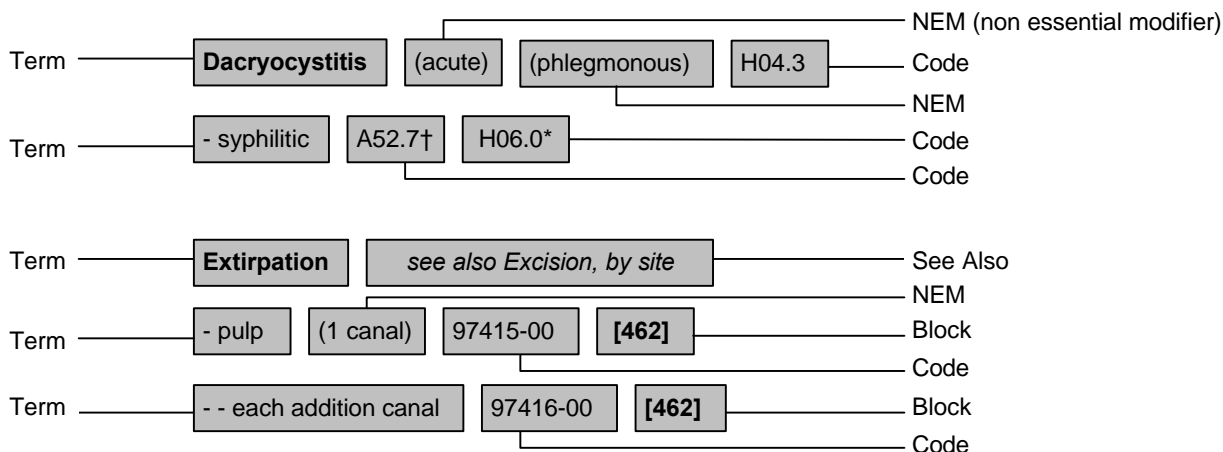 NEM (non essential modifier)
Term Dacryocystitis (acute) (phlegmonous) H04.3 Code
NEM
Term - syphilitic A52.7† H06.0* Code
Code
Term Extirpation see also Excision, by site See Also
NEM
Term - pulp (1 canal) 97415-00 [462] Block
Code
Term - - each addition canal 97416-00 [462] Block
Code